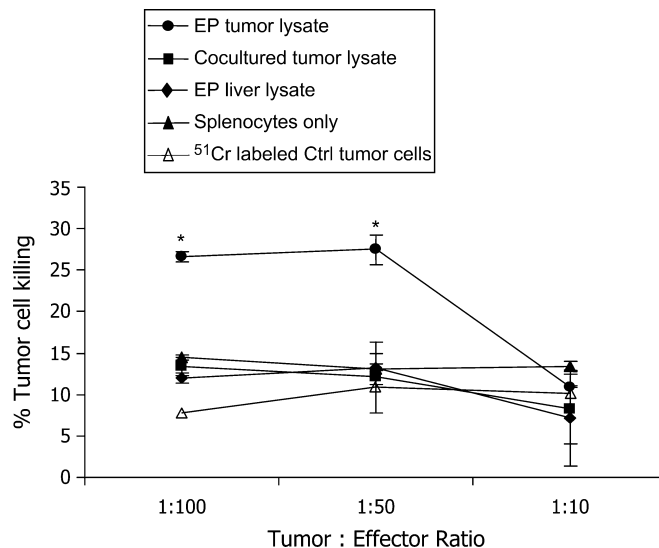 EP tumor lysate
Cocultured tumor lysate
EP liver lysate
Splenocytes only
⁵¹Cr labeled Ctrl tumor cells
35
30
25
20
15
10
5
0
% Tumor cell killing
*
*
1:100
1:50
1:10
Tumor : Effector Ratio